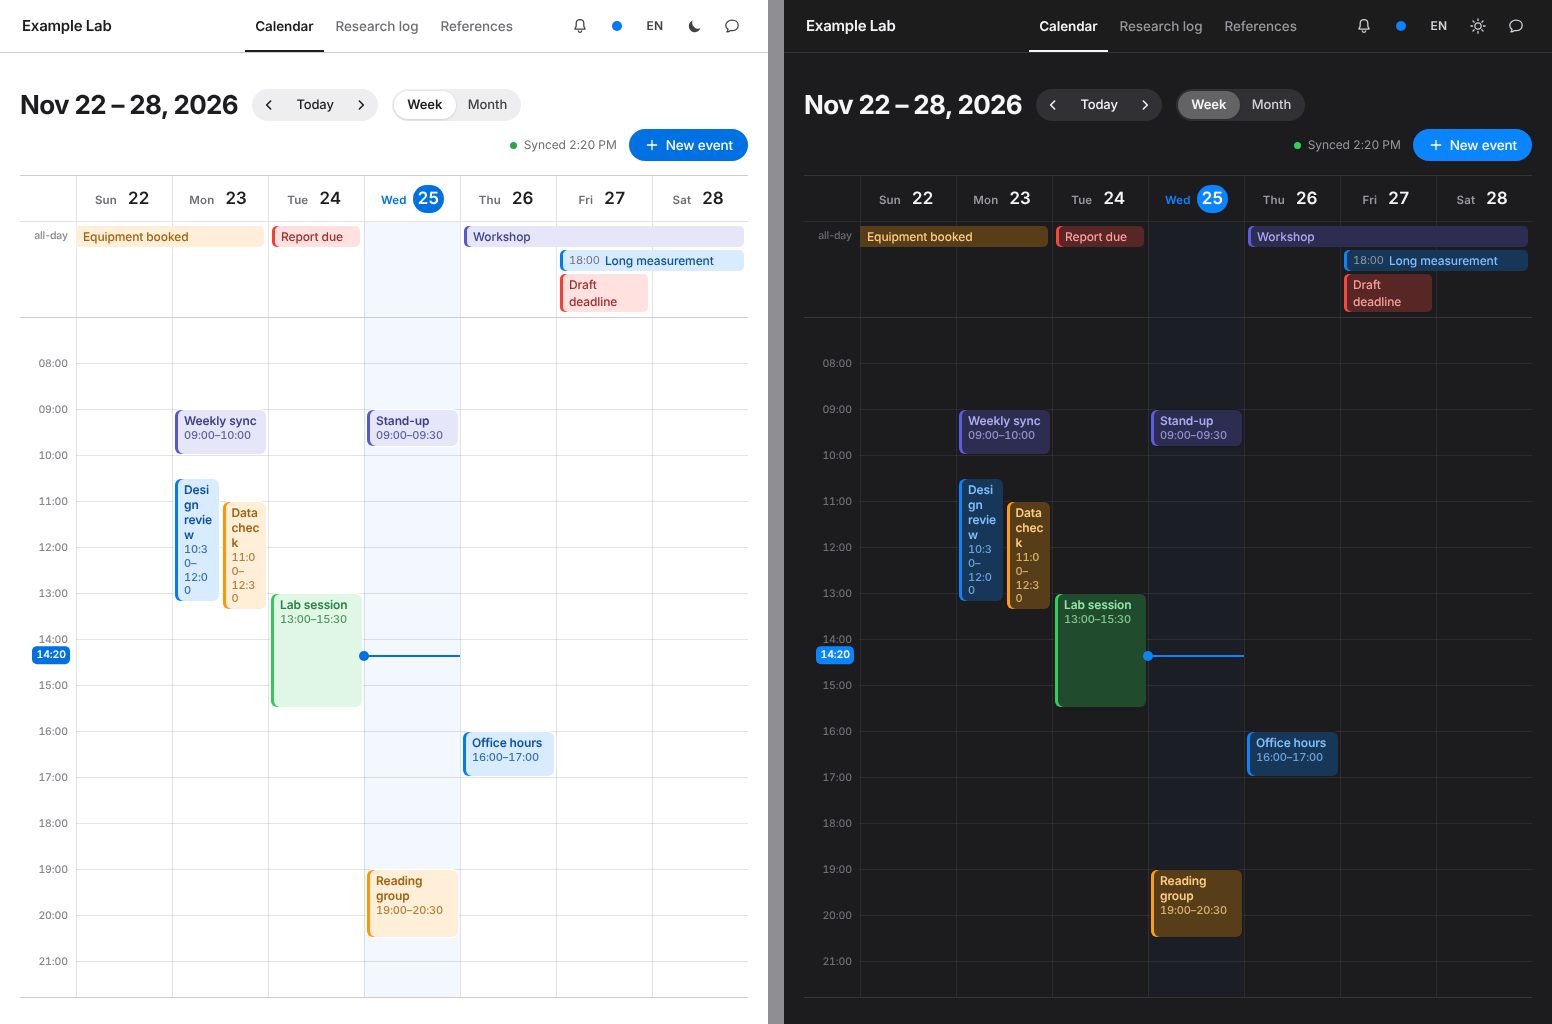 Example Lab
Calendar Research log References
EN
Nov 22 – 28, 2026
Today
Week Month
Synced 2:20 PM
New event
Sun 22 Mon 23 Tue 24 Wed 25 Thu 26 Fri 27 Sat 28
all-day
Equipment booked
Report due
Workshop
18:00 Long measurement
Draft
deadline
08:00
09:00
Weekly sync
09:00–10:00
Stand-up
09:00–09:30
10:00
Desi
gn
revie
w
10:3
0–
12:0
0
11:00
Data
chec
k
11:0
0–
12:3
0
12:00
13:00
Lab session
13:00–15:30
14:00
14:20
15:00
16:00
Office hours
16:00–17:00
17:00
18:00
19:00
Reading
group
19:00–20:30
20:00
21:00
Example Lab
Calendar Research log References
EN
Nov 22 – 28, 2026
Today
Week Month
Synced 2:20 PM
New event
Sun 22 Mon 23 Tue 24 Wed 25 Thu 26 Fri 27 Sat 28
all-day
Equipment booked
Report due
Workshop
18:00 Long measurement
Draft
deadline
08:00
09:00
Weekly sync
09:00–10:00
Stand-up
09:00–09:30
10:00
Desi
gn
revie
w
10:3
0–
12:0
0
11:00
Data
chec
k
11:0
0–
12:3
0
12:00
13:00
Lab session
13:00–15:30
14:00
14:20
15:00
16:00
Office hours
16:00–17:00
17:00
18:00
19:00
Reading
group
19:00–20:30
20:00
21:00